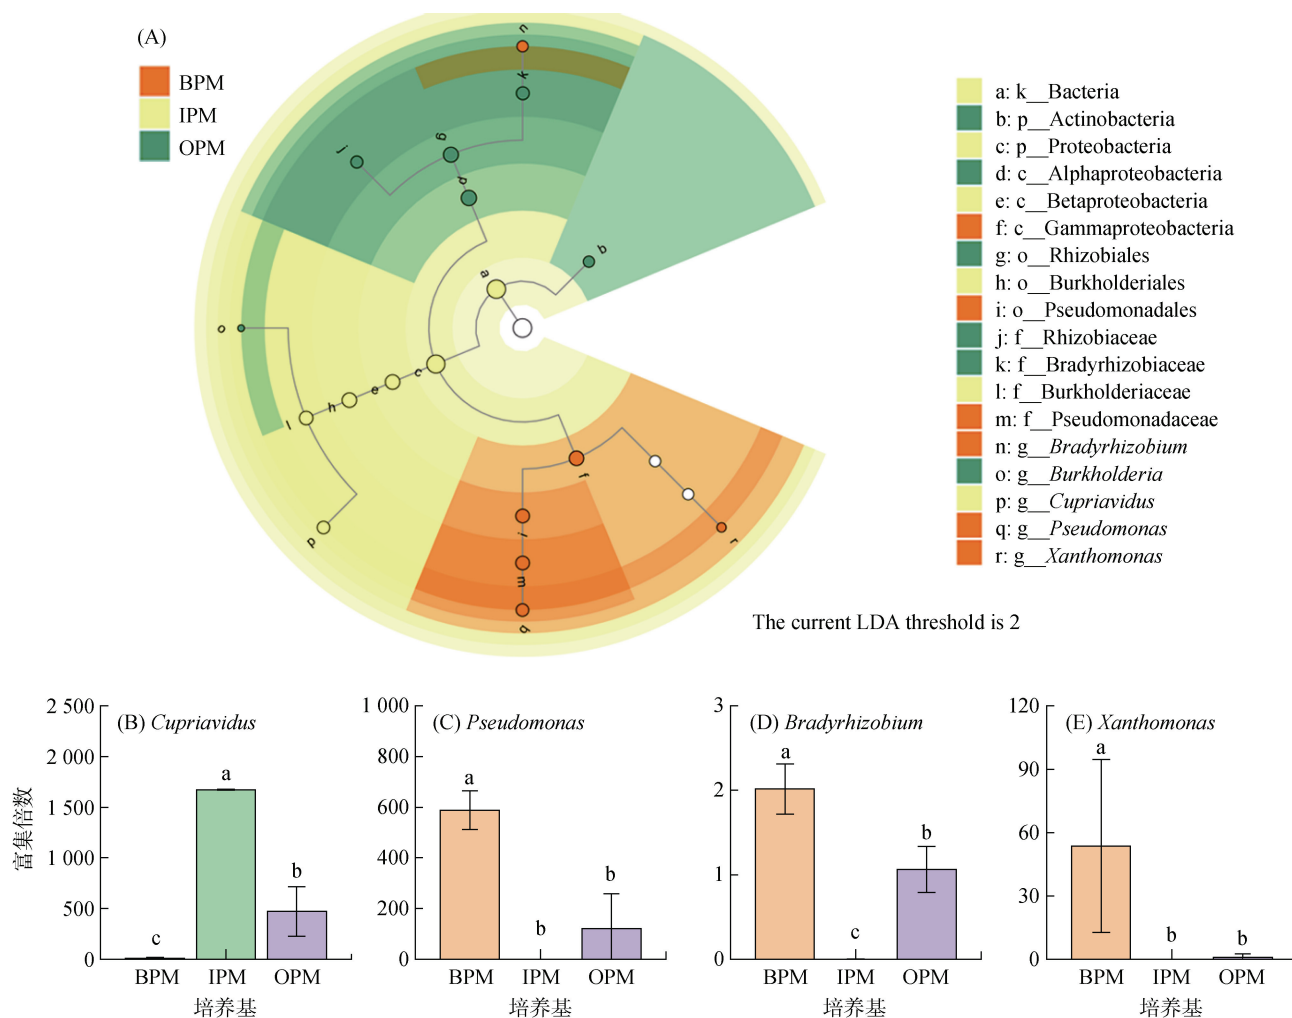 (A)
BPM
IPM
OPM
n
k
g
j
d
b
a
o
c
e
h
l
f
p
i
m
r
q
a: k__Bacteria
b: p__Actinobacteria
c: p__Proteobacteria
d: c__Alphaproteobacteria
e: c__Betaproteobacteria
f: c__Gammaproteobacteria
g: o__Rhizobiales
h: o__Burkholderiales
i: o__Pseudomonadales
j: f__Rhizobiaceae
k: f__Bradyrhizobiaceae
l: f__Burkholderiaceae
m: f__Pseudomonadaceae
n: g__Bradyrhizobium
o: g__Burkholderia
p: g__Cupriavidus
q: g__Pseudomonas
r: g__Xanthomonas
The current LDA threshold is 2
富集倍数
(B) Cupriavidus
2 500
2 000
1 500
1 000
500
0
c
a
b
BPM IPM OPM
培养基
(C) Pseudomonas
1 000
800
600
400
200
0
a
b
b
BPM IPM OPM
培养基
(D) Bradyrhizobium
3
2
1
0
a
c
b
BPM IPM OPM
培养基
(E) Xanthomonas
120
90
60
30
0
a
b
b
BPM IPM OPM
培养基